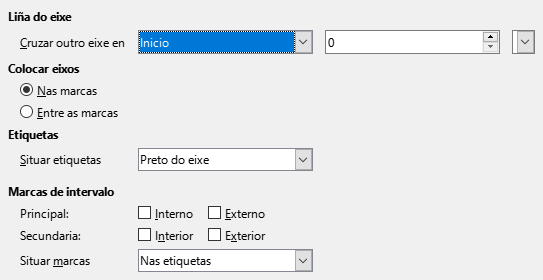 Liña do eixe
Cruzar outro eixe en Inicio 0
Colocar eixos
Nas marcas
Entre as marcas
Etiquetas
Situar etiquetas Preto do eixe
Marcas de intervalo
Principal: Interno Externo
Secundaria: Interior Exterior
Situar marcas Nas etiquetas